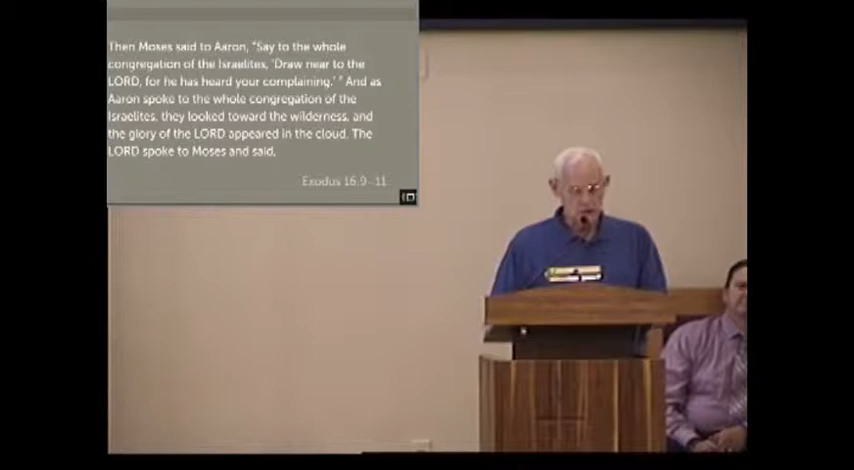 Then Moses said to Aaron, "Say to the whole
congregation of the Israelites, 'Draw near to the
LORD, for he has heard your complaining.' " And as
Aaron spoke to the whole congregation of the
Israelites, they looked toward the wilderness, and
the glory of the LORD appeared in the cloud. The
LORD spoke to Moses and said,
Exodus 16:9–11